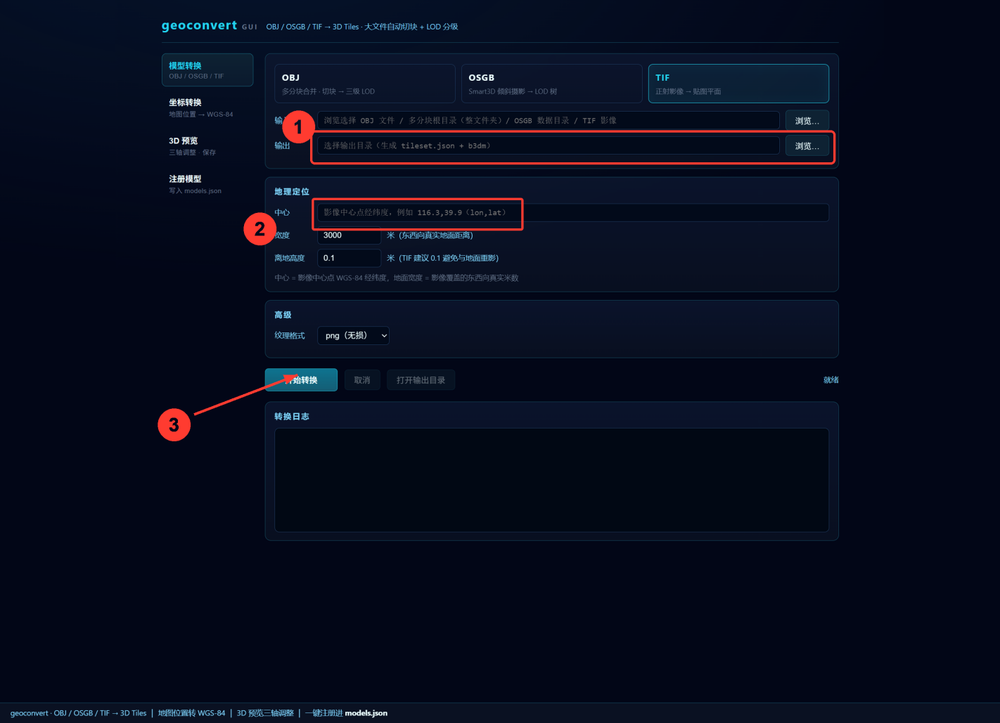 geoconvert GUI OBJ / OSGB / TIF → 3D Tiles · 大文件自动切块 + LOD 分级
模型转换
OBJ / OSGB / TIF
坐标转换
地图位置 → WGS-84
3D 预览
三轴调整 · 保存
注册模型
写入 models.json
OBJ
多分块合并 · 切块 → 三级 LOD
OSGB
Smart3D 倾斜摄影 → LOD 树
TIF
正射影像 → 贴图平面
输 1 浏览选择 OBJ 文件 / 多分块根目录（整文件夹）/ OSGB 数据目录 / TIF 影像 浏览...
输出 选择输出目录（生成 tileset.json + b3dm） 浏览...
地理定位
中心 影像中心点经纬度，例如 116.3,39.9（lon,lat）
2
宽度 3000 米（东西向真实地面距离）
离地高度 0.1 米（TIF 建议 0.1 避免与地面重影）
中心 = 影像中心点 WGS-84 经纬度，地面宽度 = 影像覆盖的东西向真实米数
高级
纹理格式 png（无损）
始转换 取消 打开输出目录 就绪
3
转换日志
geoconvert · OBJ / OSGB / TIF → 3D Tiles | 地图位置转 WGS-84 | 3D 预览三轴调整 | 一键注册进 models.json